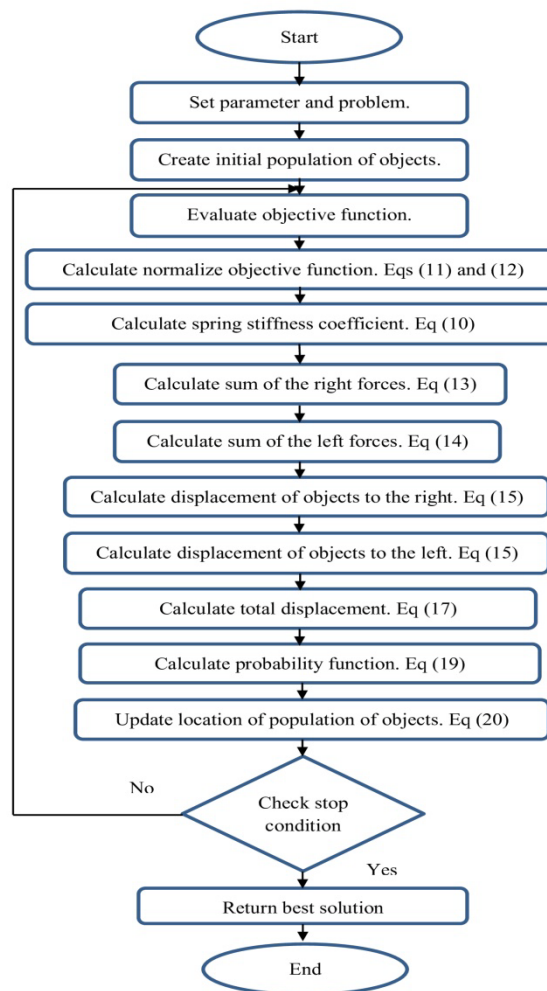 Start
Set parameter and problem.
Create initial population of objects.
Evaluate objective function.
Calculate normalize objective function. Eqs (11) and (12)
Calculate spring stiffness coefficient. Eq (10)
Calculate sum of the right forces. Eq (13)
Calculate sum of the left forces. Eq (14)
Calculate displacement of objects to the right. Eq (15)
Calculate displacement of objects to the left. Eq (15)
Calculate total displacement. Eq (17)
Calculate probability function. Eq (19)
Update location of population of objects. Eq (20)
No
Check stop
condition
Yes
Return best solution
End